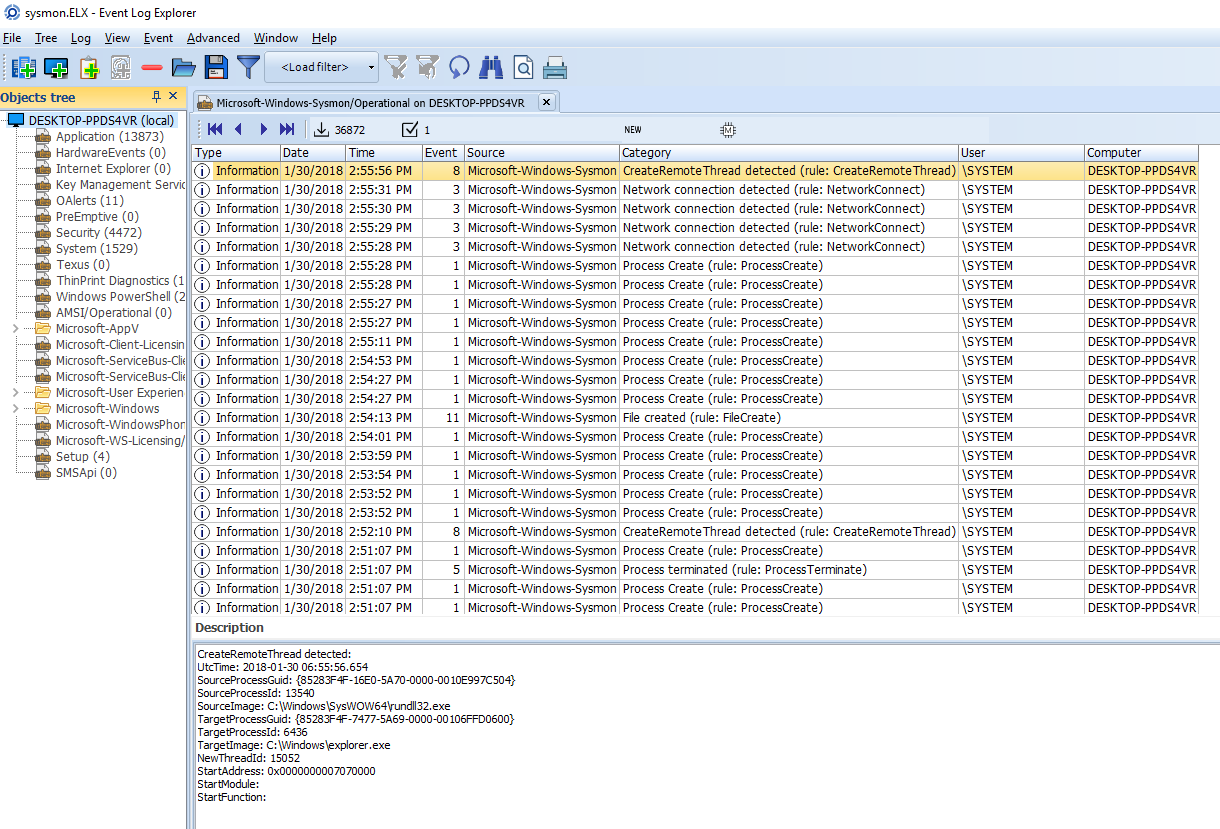 sysmon.ELX - Event Log Explorer
File Tree Log View Event Advanced Window Help
<Load filter>
Objects tree
DESKTOP-PPDS4VR (local)
Application (13873)
HardwareEvents (0)
Internet Explorer (0)
Key Management Servic
OAlerts (11)
PreEmptive (0)
Security (4472)
System (1529)
Texus (0)
ThinPrint Diagnostics (1
Windows PowerShell (2
AMSI/Operational (0)
Microsoft-AppV
Microsoft-Client-Licensin
Microsoft-ServiceBus-Clie
Microsoft-ServiceBus-Clie
Microsoft-User Experien
Microsoft-Windows
Microsoft-WindowsPhon
Microsoft-WS-Licensing/
Setup (4)
SMSApi (0)
Microsoft-Windows-Sysmon/Operational on DESKTOP-PPDS4VR
36872 1 NEW
Type Date Time Event Source Category User Computer
Information 1/30/2018 2:55:56 PM 8 Microsoft-Windows-Sysmon CreateRemoteThread detected (rule: CreateRemoteThread) \SYSTEM DESKTOP-PPDS4VR
Information 1/30/2018 2:55:31 PM 3 Microsoft-Windows-Sysmon Network connection detected (rule: NetworkConnect) \SYSTEM DESKTOP-PPDS4VR
Information 1/30/2018 2:55:30 PM 3 Microsoft-Windows-Sysmon Network connection detected (rule: NetworkConnect) \SYSTEM DESKTOP-PPDS4VR
Information 1/30/2018 2:55:29 PM 3 Microsoft-Windows-Sysmon Network connection detected (rule: NetworkConnect) \SYSTEM DESKTOP-PPDS4VR
Information 1/30/2018 2:55:28 PM 3 Microsoft-Windows-Sysmon Network connection detected (rule: NetworkConnect) \SYSTEM DESKTOP-PPDS4VR
Information 1/30/2018 2:55:28 PM 1 Microsoft-Windows-Sysmon Process Create (rule: ProcessCreate) \SYSTEM DESKTOP-PPDS4VR
Information 1/30/2018 2:55:28 PM 1 Microsoft-Windows-Sysmon Process Create (rule: ProcessCreate) \SYSTEM DESKTOP-PPDS4VR
Information 1/30/2018 2:55:27 PM 1 Microsoft-Windows-Sysmon Process Create (rule: ProcessCreate) \SYSTEM DESKTOP-PPDS4VR
Information 1/30/2018 2:55:27 PM 1 Microsoft-Windows-Sysmon Process Create (rule: ProcessCreate) \SYSTEM DESKTOP-PPDS4VR
Information 1/30/2018 2:55:11 PM 1 Microsoft-Windows-Sysmon Process Create (rule: ProcessCreate) \SYSTEM DESKTOP-PPDS4VR
Information 1/30/2018 2:54:53 PM 1 Microsoft-Windows-Sysmon Process Create (rule: ProcessCreate) \SYSTEM DESKTOP-PPDS4VR
Information 1/30/2018 2:54:27 PM 1 Microsoft-Windows-Sysmon Process Create (rule: ProcessCreate) \SYSTEM DESKTOP-PPDS4VR
Information 1/30/2018 2:54:27 PM 1 Microsoft-Windows-Sysmon Process Create (rule: ProcessCreate) \SYSTEM DESKTOP-PPDS4VR
Information 1/30/2018 2:54:13 PM 11 Microsoft-Windows-Sysmon File created (rule: FileCreate) \SYSTEM DESKTOP-PPDS4VR
Information 1/30/2018 2:54:01 PM 1 Microsoft-Windows-Sysmon Process Create (rule: ProcessCreate) \SYSTEM DESKTOP-PPDS4VR
Information 1/30/2018 2:53:59 PM 1 Microsoft-Windows-Sysmon Process Create (rule: ProcessCreate) \SYSTEM DESKTOP-PPDS4VR
Information 1/30/2018 2:53:54 PM 1 Microsoft-Windows-Sysmon Process Create (rule: ProcessCreate) \SYSTEM DESKTOP-PPDS4VR
Information 1/30/2018 2:53:52 PM 1 Microsoft-Windows-Sysmon Process Create (rule: ProcessCreate) \SYSTEM DESKTOP-PPDS4VR
Information 1/30/2018 2:53:52 PM 1 Microsoft-Windows-Sysmon Process Create (rule: ProcessCreate) \SYSTEM DESKTOP-PPDS4VR
Information 1/30/2018 2:52:10 PM 8 Microsoft-Windows-Sysmon CreateRemoteThread detected (rule: CreateRemoteThread) \SYSTEM DESKTOP-PPDS4VR
Information 1/30/2018 2:51:07 PM 1 Microsoft-Windows-Sysmon Process Create (rule: ProcessCreate) \SYSTEM DESKTOP-PPDS4VR
Information 1/30/2018 2:51:07 PM 5 Microsoft-Windows-Sysmon Process terminated (rule: ProcessTerminate) \SYSTEM DESKTOP-PPDS4VR
Information 1/30/2018 2:51:07 PM 1 Microsoft-Windows-Sysmon Process Create (rule: ProcessCreate) \SYSTEM DESKTOP-PPDS4VR
Information 1/30/2018 2:51:07 PM 1 Microsoft-Windows-Sysmon Process Create (rule: ProcessCreate) \SYSTEM DESKTOP-PPDS4VR
Description
CreateRemoteThread detected:
UtcTime: 2018-01-30 06:55:56.654
SourceProcessGuid: {85283F4F-16E0-5A70-0000-0010E997C504}
SourceProcessId: 13540
SourceImage: C:\Windows\SysWOW64\rundll32.exe
TargetProcessGuid: {85283F4F-7477-5A69-0000-00106FFD0600}
TargetProcessId: 6436
TargetImage: C:\Windows\explorer.exe
NewThreadId: 15052
StartAddress: 0x0000000007070000
StartModule:
StartFunction: